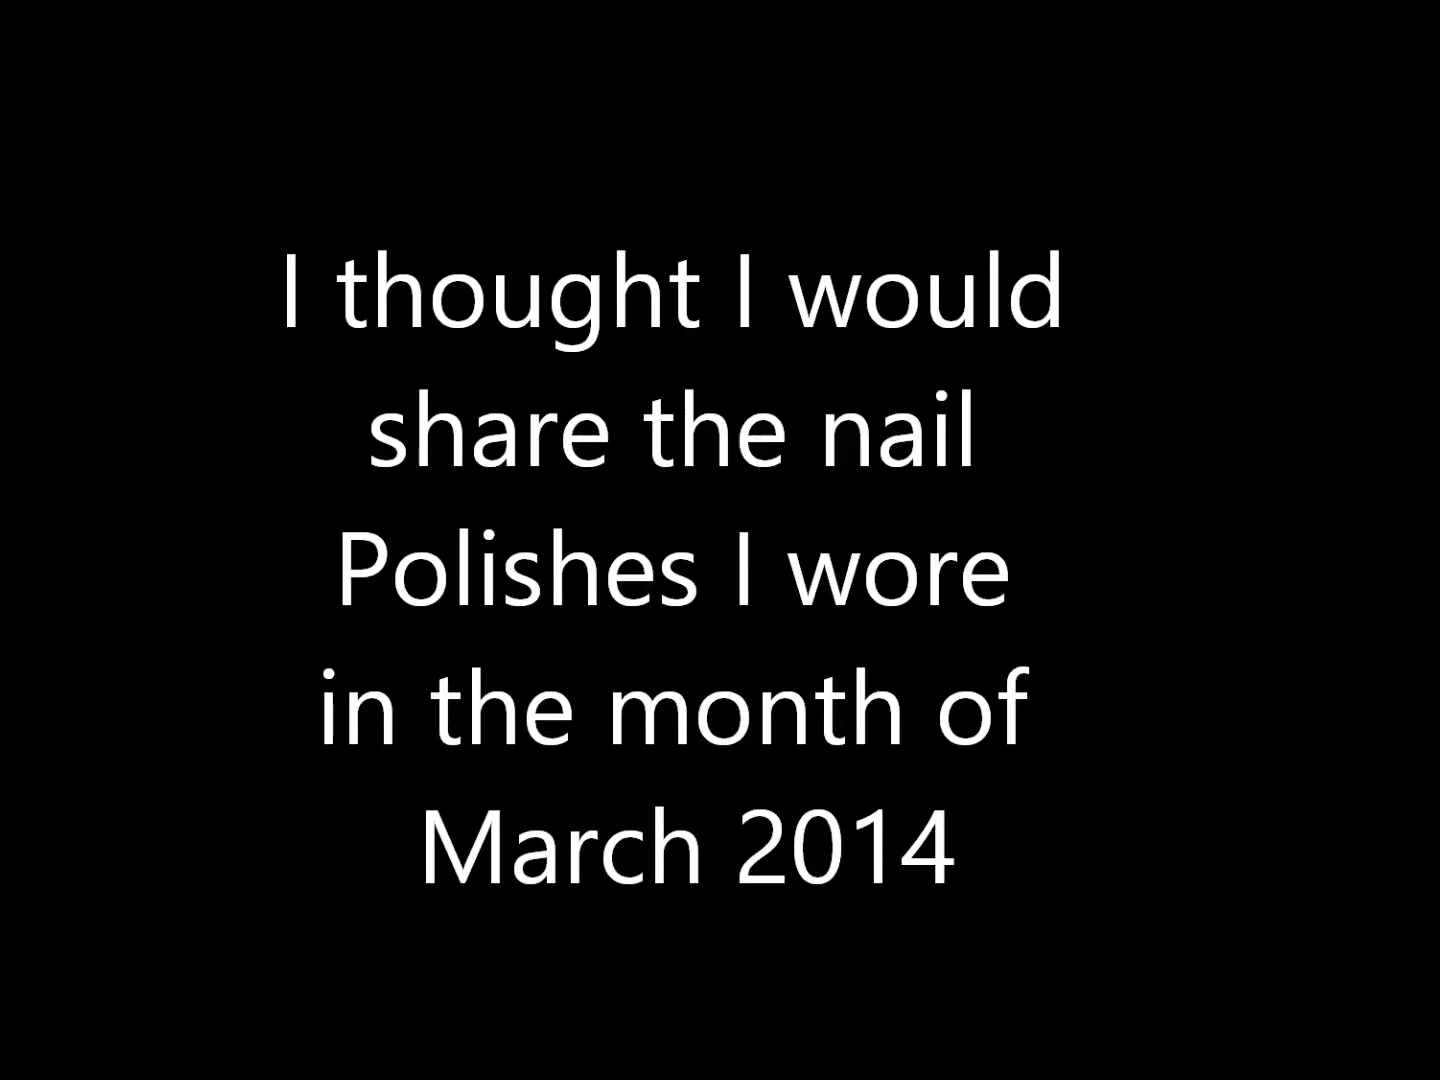 I thought I would
share the nail
Polishes I wore
in the month of
March 2014